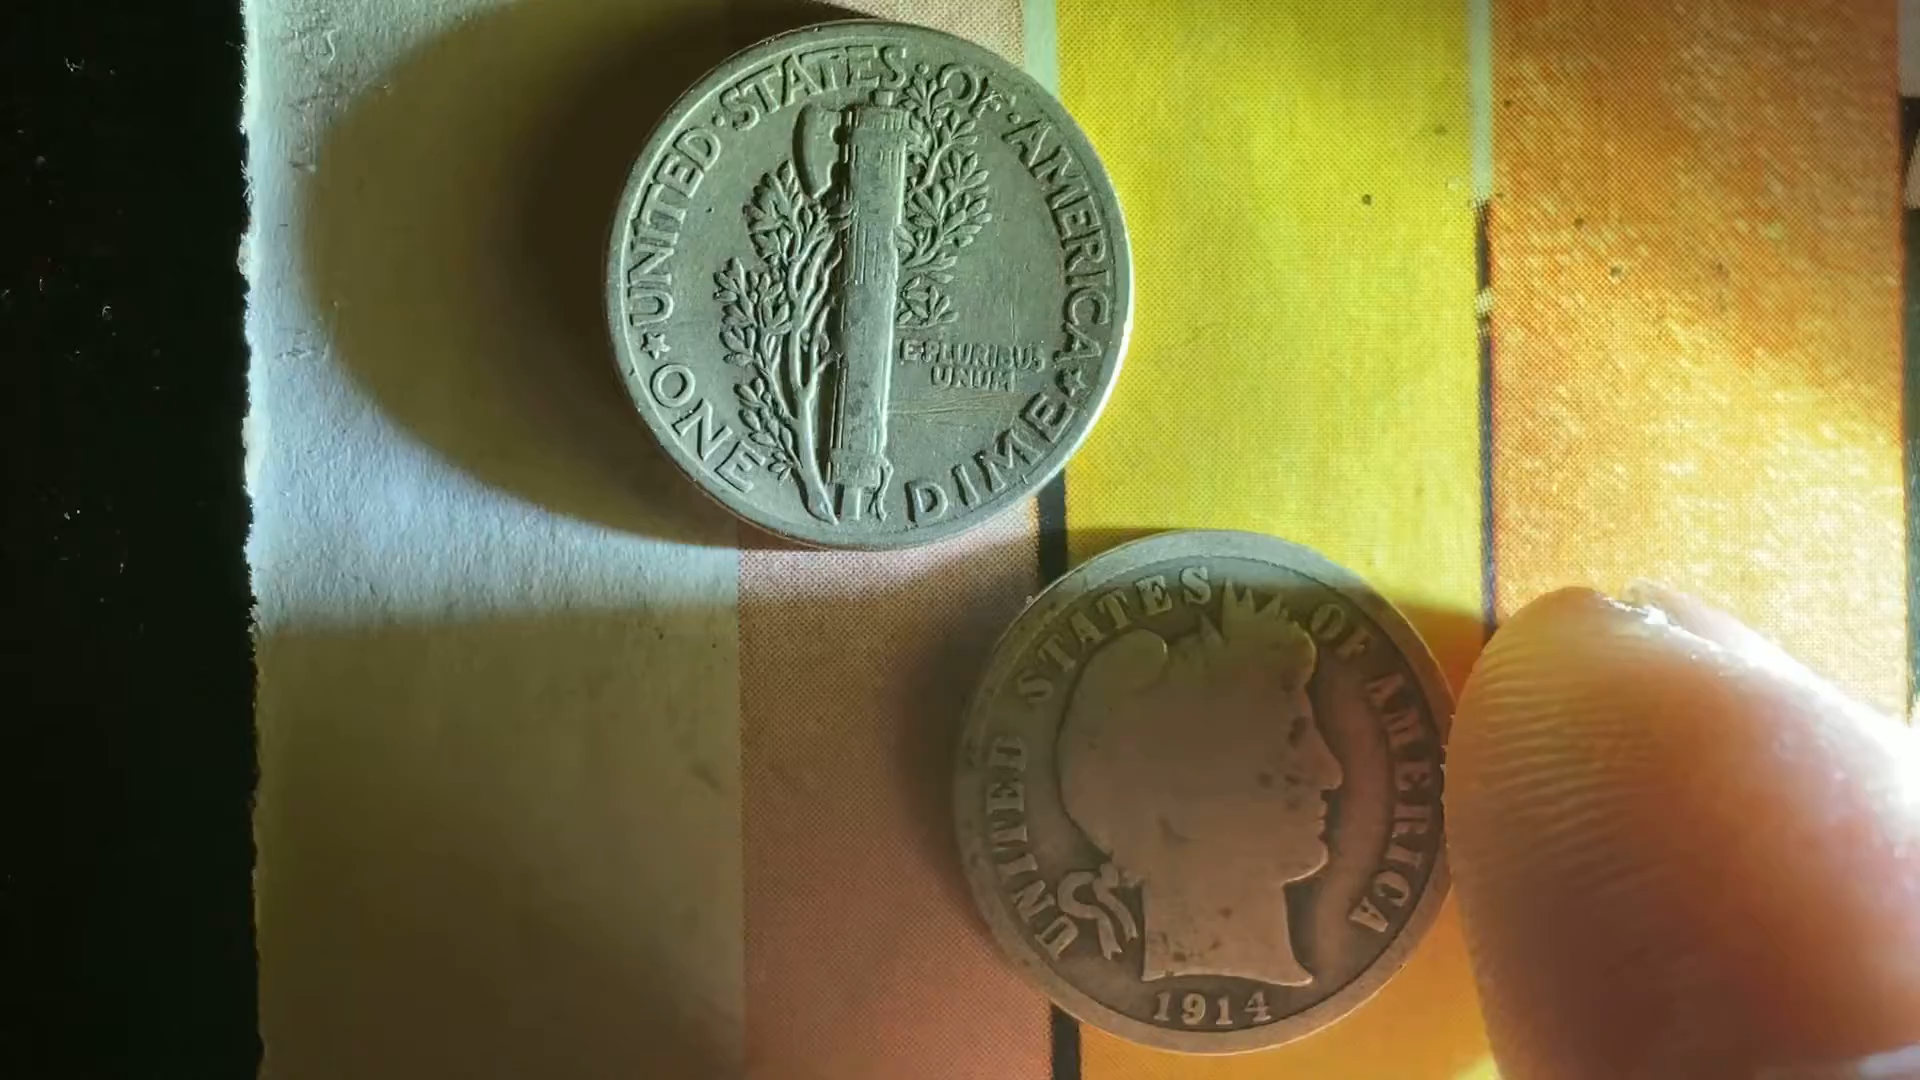 UNITED·STATES·OF·AMERICA
E·PLURIBUS
UNUM
ONE DIME
UNITED STATES OF AMERICA
1914